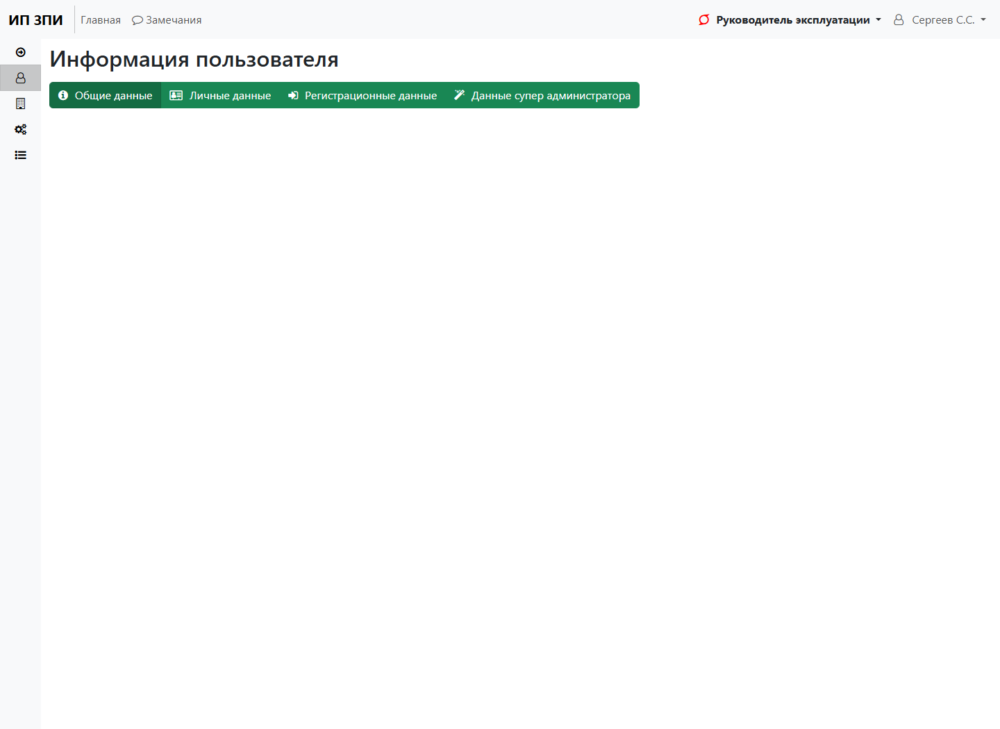 ИП ЗПИ Главная Замечания Руководитель эксплуатации Сергеев С.С.
Информация пользователя
Общие данные Личные данные Регистрационные данные Данные супер администратора